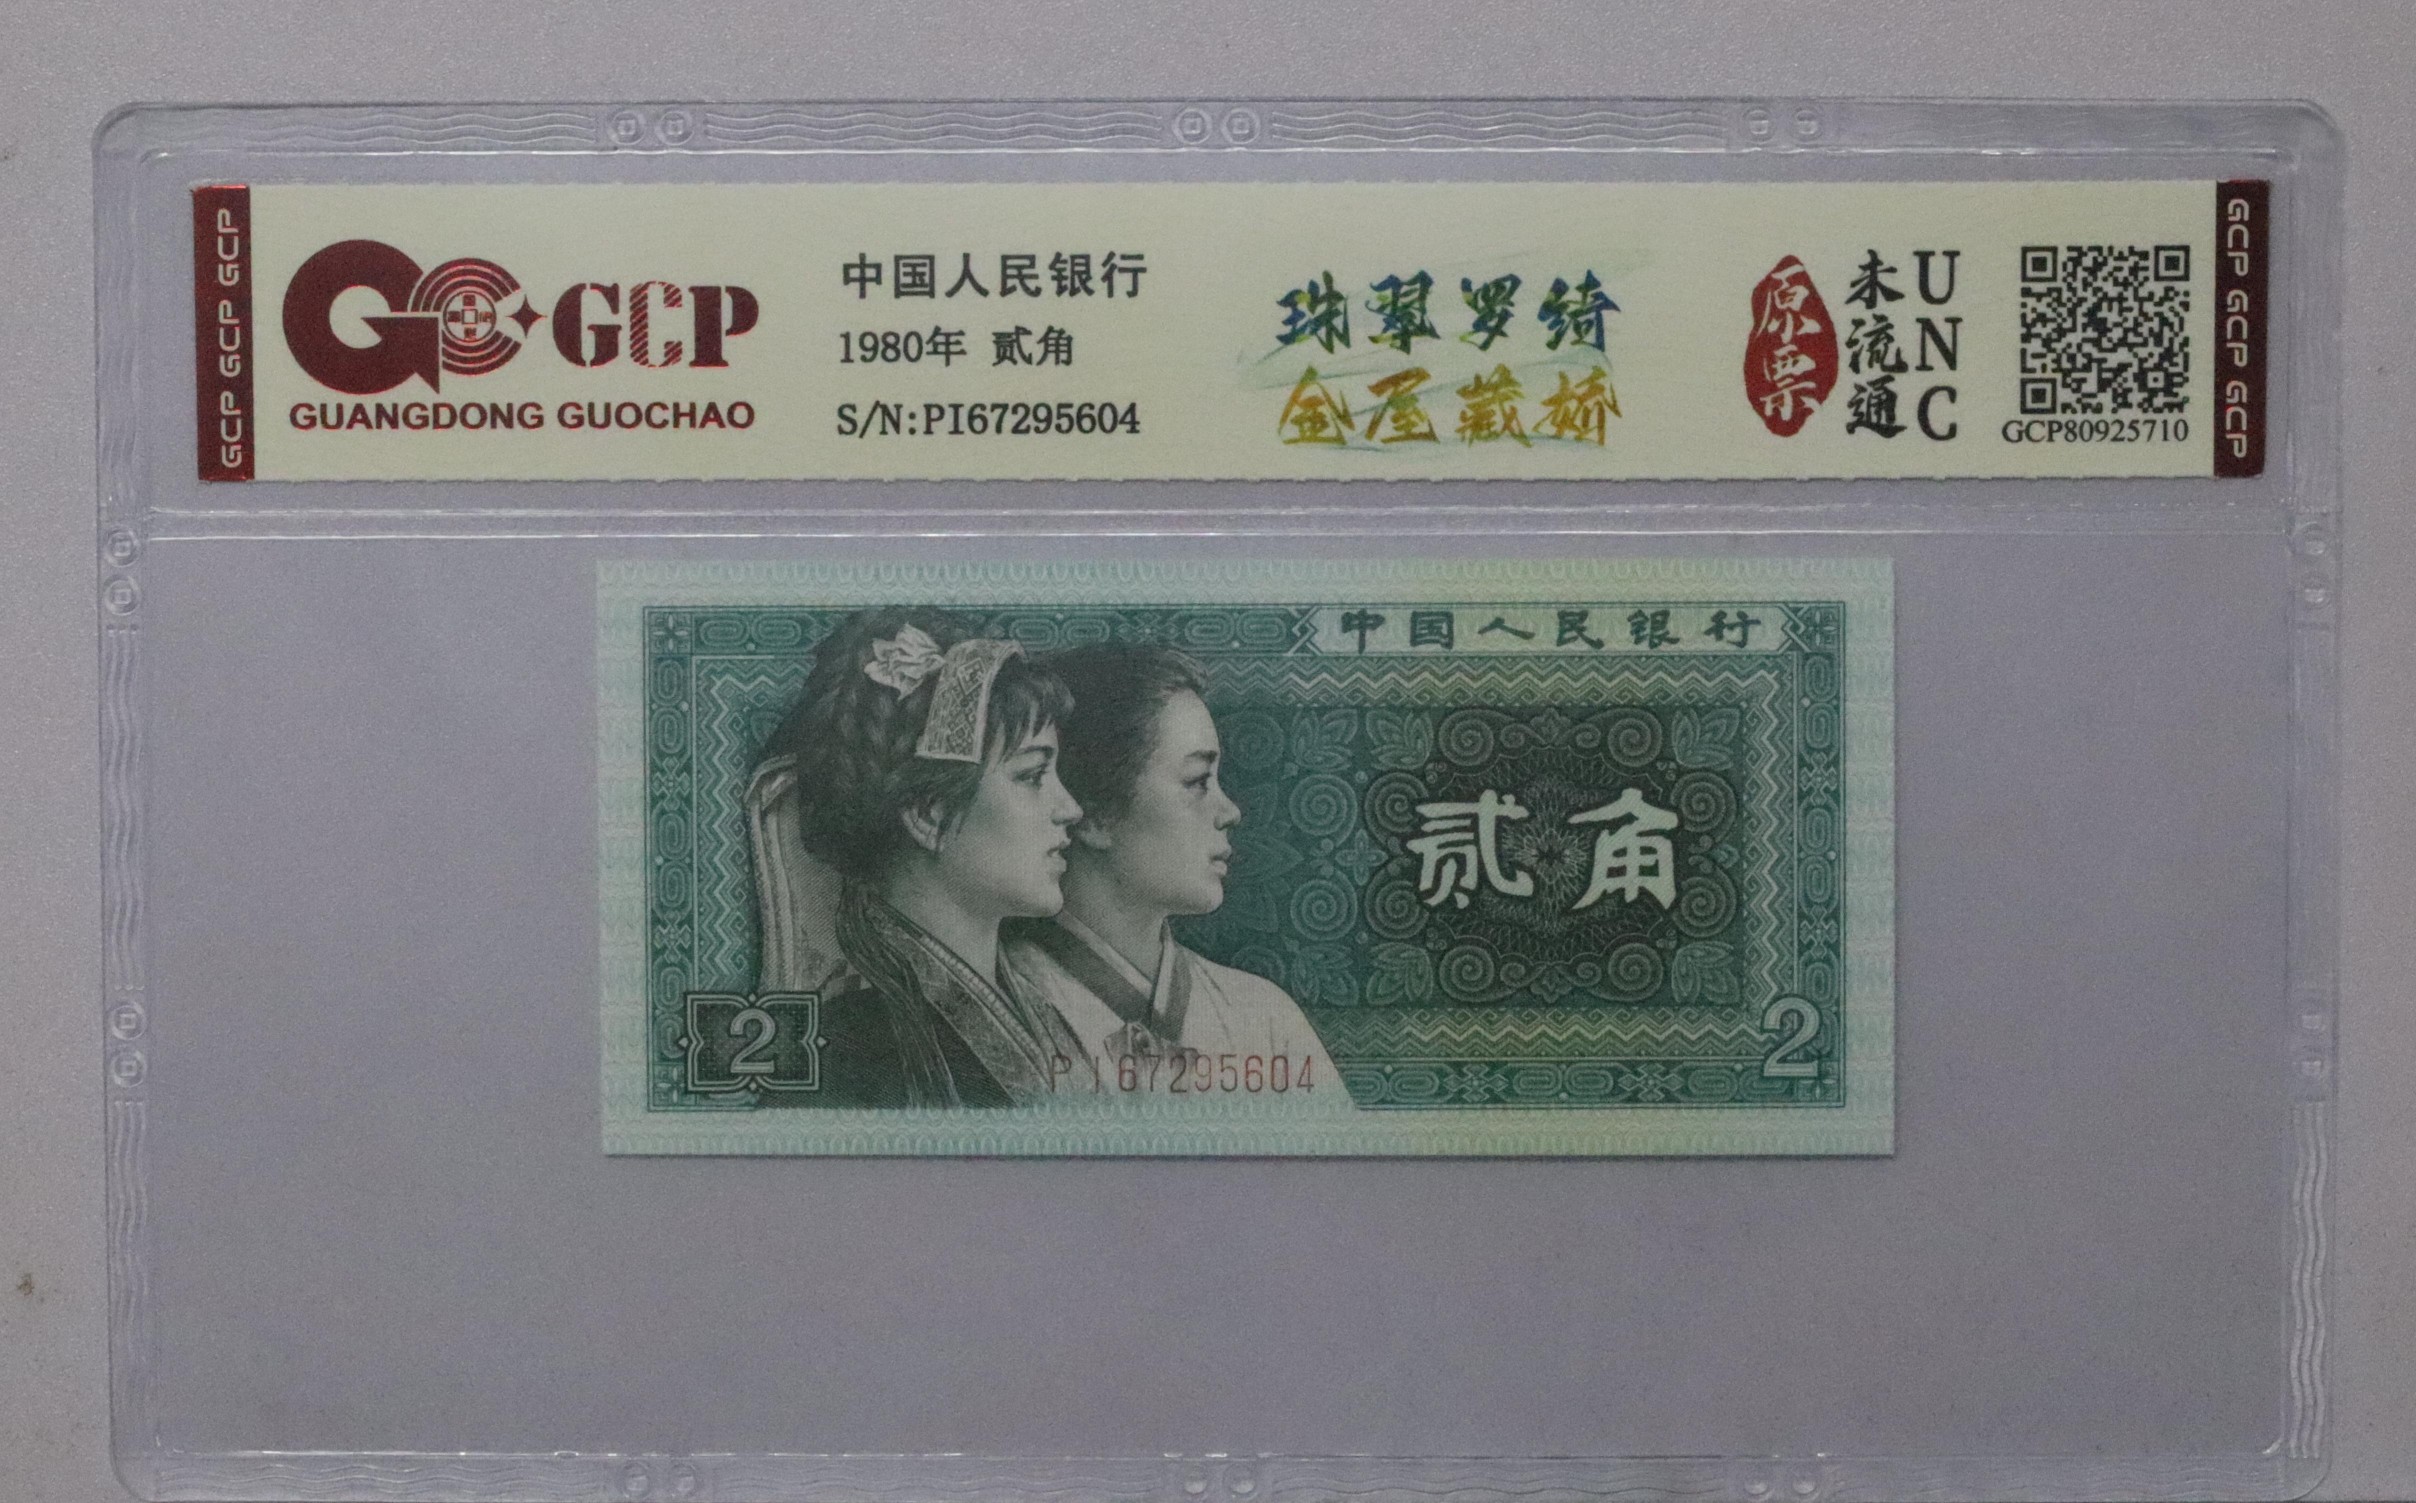 GCP GCP GCP
GCP
GUANGDONG GUOCHAO
中国人民银行
1980年 贰角
S/N:PI67295604
珠翠罗绮
金屋藏娇
原票
未流通
UNC
GCP80925710
GCP GCP GCP
中国人民银行
贰角
2
PI67295604
2